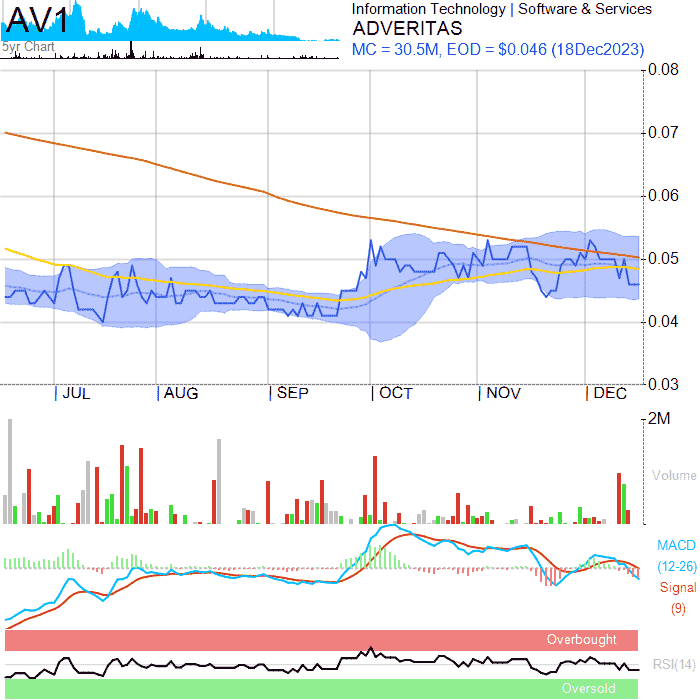 AV1
Information Technology | Software & Services
ADVERITAS
5yr Chart
MC = 30.5M, EOD = $0.046 (18Dec2023)
0.08
0.07
0.06
0.05
0.04
0.03
JUL AUG SEP OCT NOV DEC
2M
Volume
MACD
(12-26)
Signal
(9)
Overbought
RSI(14)
Oversold